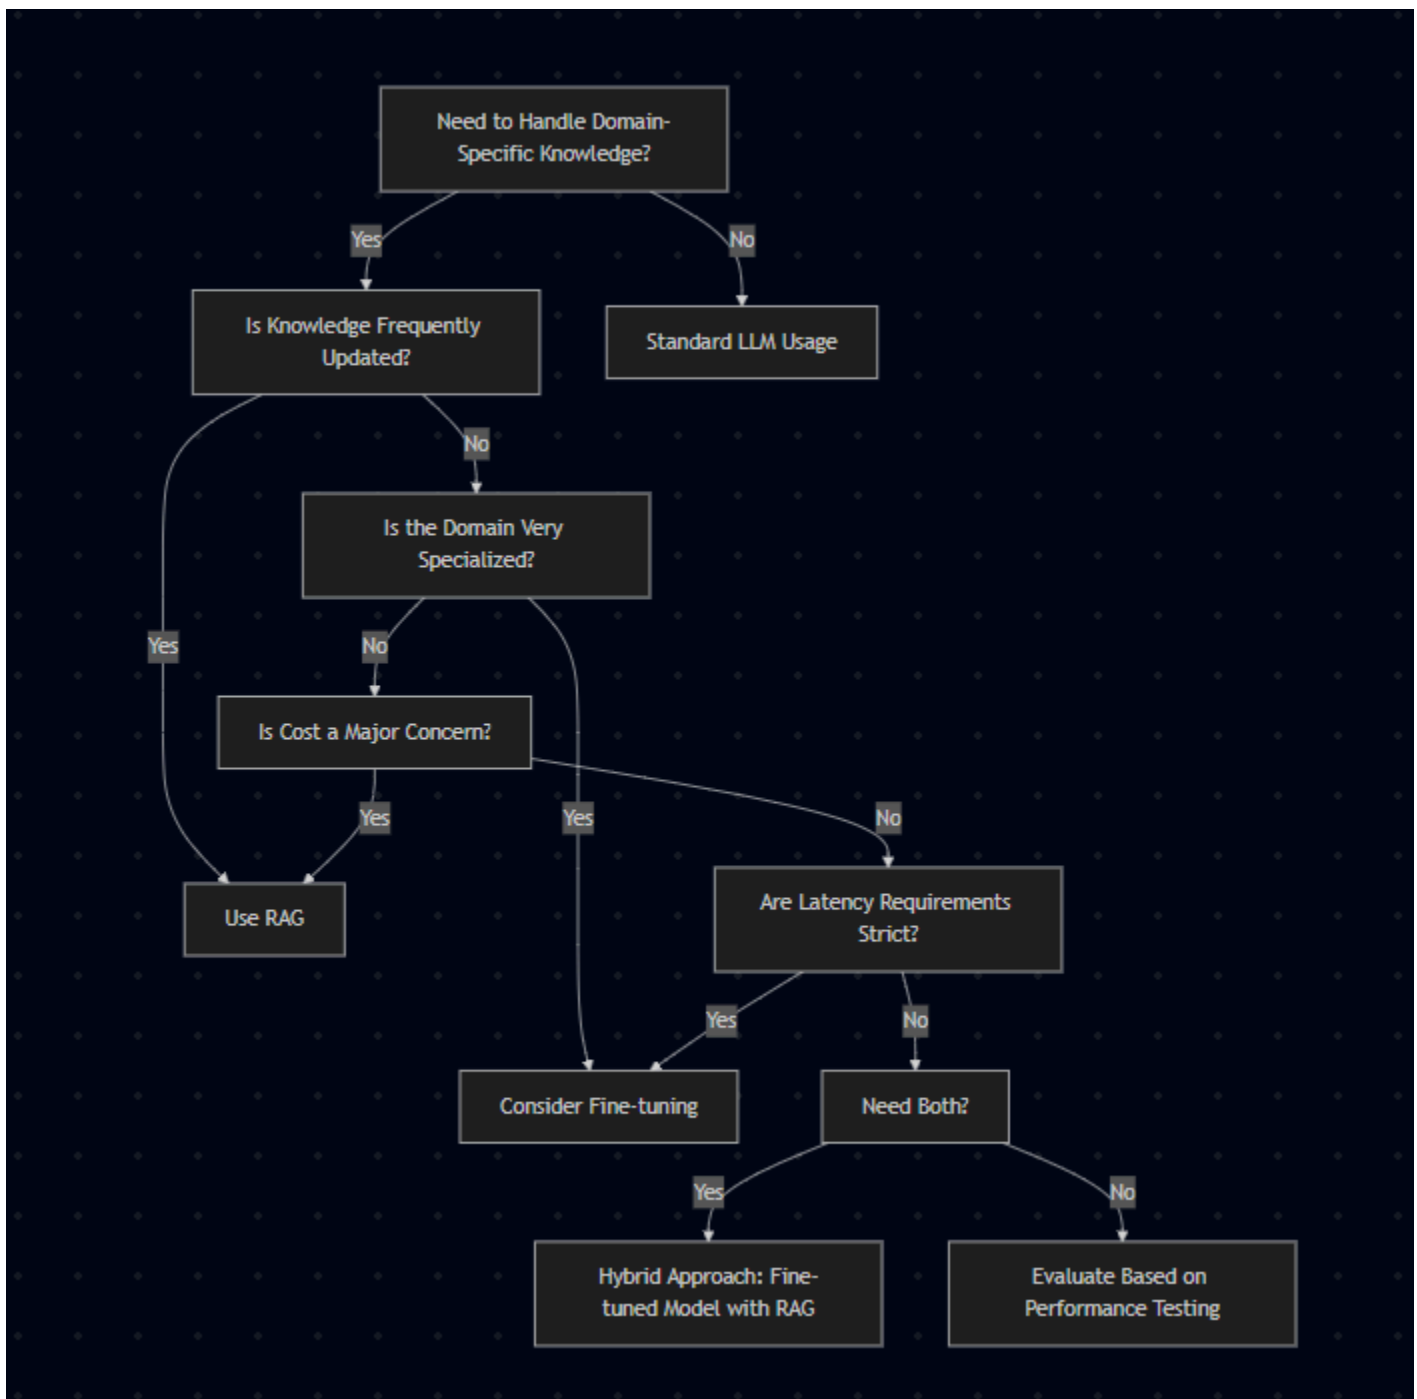 Need to Handle Domain-
Specific Knowledge?
Yes
No
Is Knowledge Frequently
Updated?
Standard LLM Usage
No
Is the Domain Very
Specialized?
Yes
No
Is Cost a Major Concern?
Yes
Yes
No
Use RAG
Are Latency Requirements
Strict?
Yes
No
Consider Fine-tuning
Need Both?
Yes
No
Hybrid Approach: Fine-
tuned Model with RAG
Evaluate Based on
Performance Testing